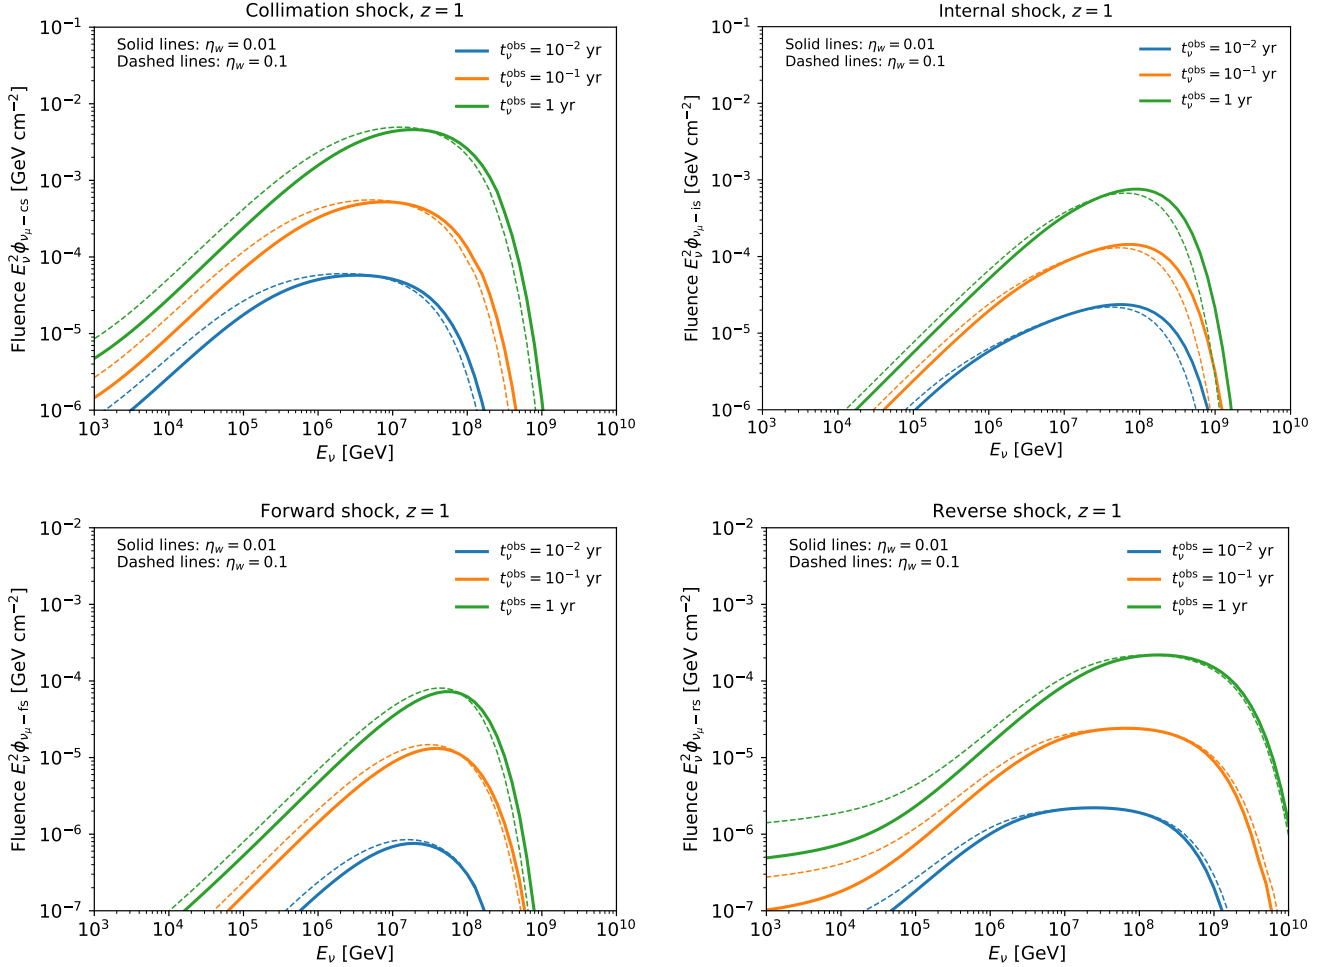 Collimation shock, z = 1
Solid lines: η_w = 0.01
Dashed lines: η_w = 0.1
t_ν^obs = 10^−2 yr
t_ν^obs = 10^−1 yr
t_ν^obs = 1 yr
Fluence E_ν^2 ϕ_{ν_μ−cs} [GeV cm^−2]
10^−1
10^−2
10^−3
10^−4
10^−5
10^−6
10^3 10^4 10^5 10^6 10^7 10^8 10^9 10^10
E_ν [GeV]
Internal shock, z = 1
Solid lines: η_w = 0.01
Dashed lines: η_w = 0.1
t_ν^obs = 10^−2 yr
t_ν^obs = 10^−1 yr
t_ν^obs = 1 yr
Fluence E_ν^2 ϕ_{ν_μ−is} [GeV cm^−2]
10^−1
10^−2
10^−3
10^−4
10^−5
10^−6
10^3 10^4 10^5 10^6 10^7 10^8 10^9 10^10
E_ν [GeV]
Forward shock, z = 1
Solid lines: η_w = 0.01
Dashed lines: η_w = 0.1
t_ν^obs = 10^−2 yr
t_ν^obs = 10^−1 yr
t_ν^obs = 1 yr
Fluence E_ν^2 ϕ_{ν_μ−fs} [GeV cm^−2]
10^−2
10^−3
10^−4
10^−5
10^−6
10^−7
10^3 10^4 10^5 10^6 10^7 10^8 10^9 10^10
E_ν [GeV]
Reverse shock, z = 1
Solid lines: η_w = 0.01
Dashed lines: η_w = 0.1
t_ν^obs = 10^−2 yr
t_ν^obs = 10^−1 yr
t_ν^obs = 1 yr
Fluence E_ν^2 ϕ_{ν_μ−rs} [GeV cm^−2]
10^−2
10^−3
10^−4
10^−5
10^−6
10^−7
10^3 10^4 10^5 10^6 10^7 10^8 10^9 10^10
E_ν [GeV]